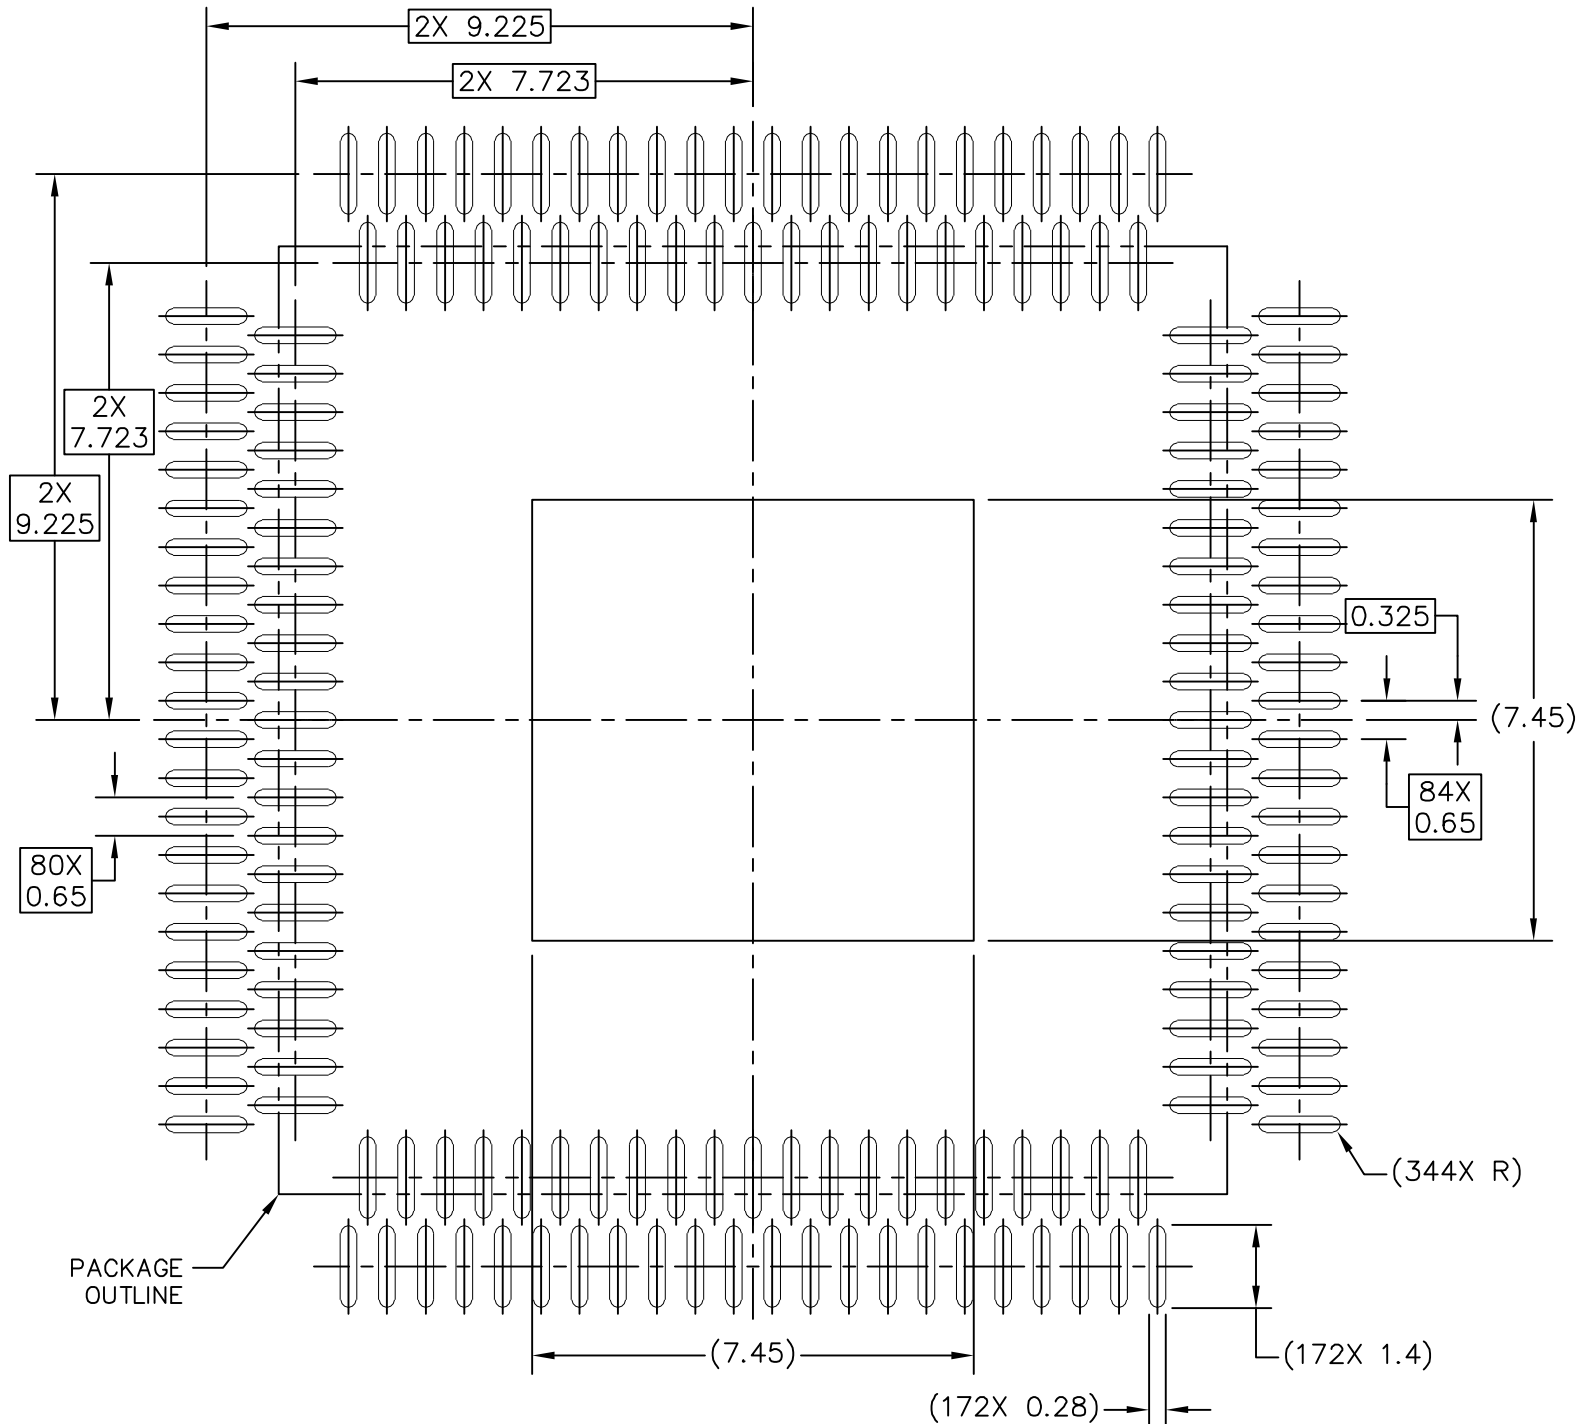 2X 9.225
2X 7.723
2X
7.723
2X
9.225
0.325
(7.45)
84X
0.65
80X
0.65
(344X R)
PACKAGE
OUTLINE
(7.45)
(172X 1.4)
(172X 0.28)